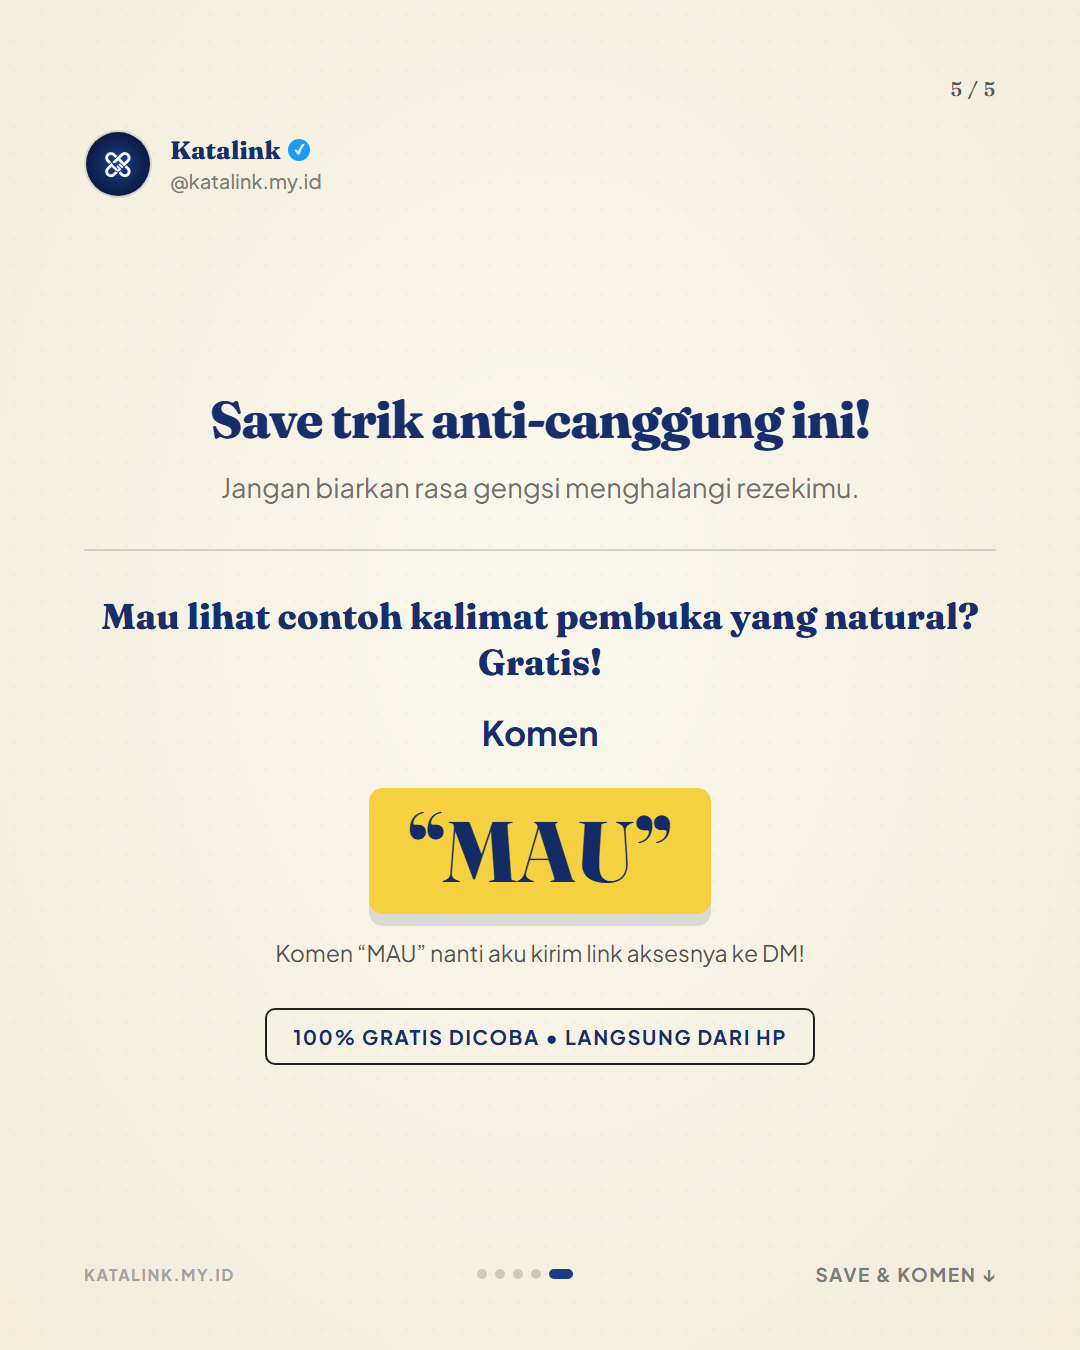 5 / 5
Katalink
@katalink.my.id
Save trik anti-canggung ini!
Jangan biarkan rasa gengsi menghalangi rezekimu.
Mau lihat contoh kalimat pembuka yang natural?
Gratis!
Komen
“MAU”
Komen “MAU” nanti aku kirim link aksesnya ke DM!
100% GRATIS DICOBA • LANGSUNG DARI HP
KATALINK.MY.ID
SAVE & KOMEN ↓